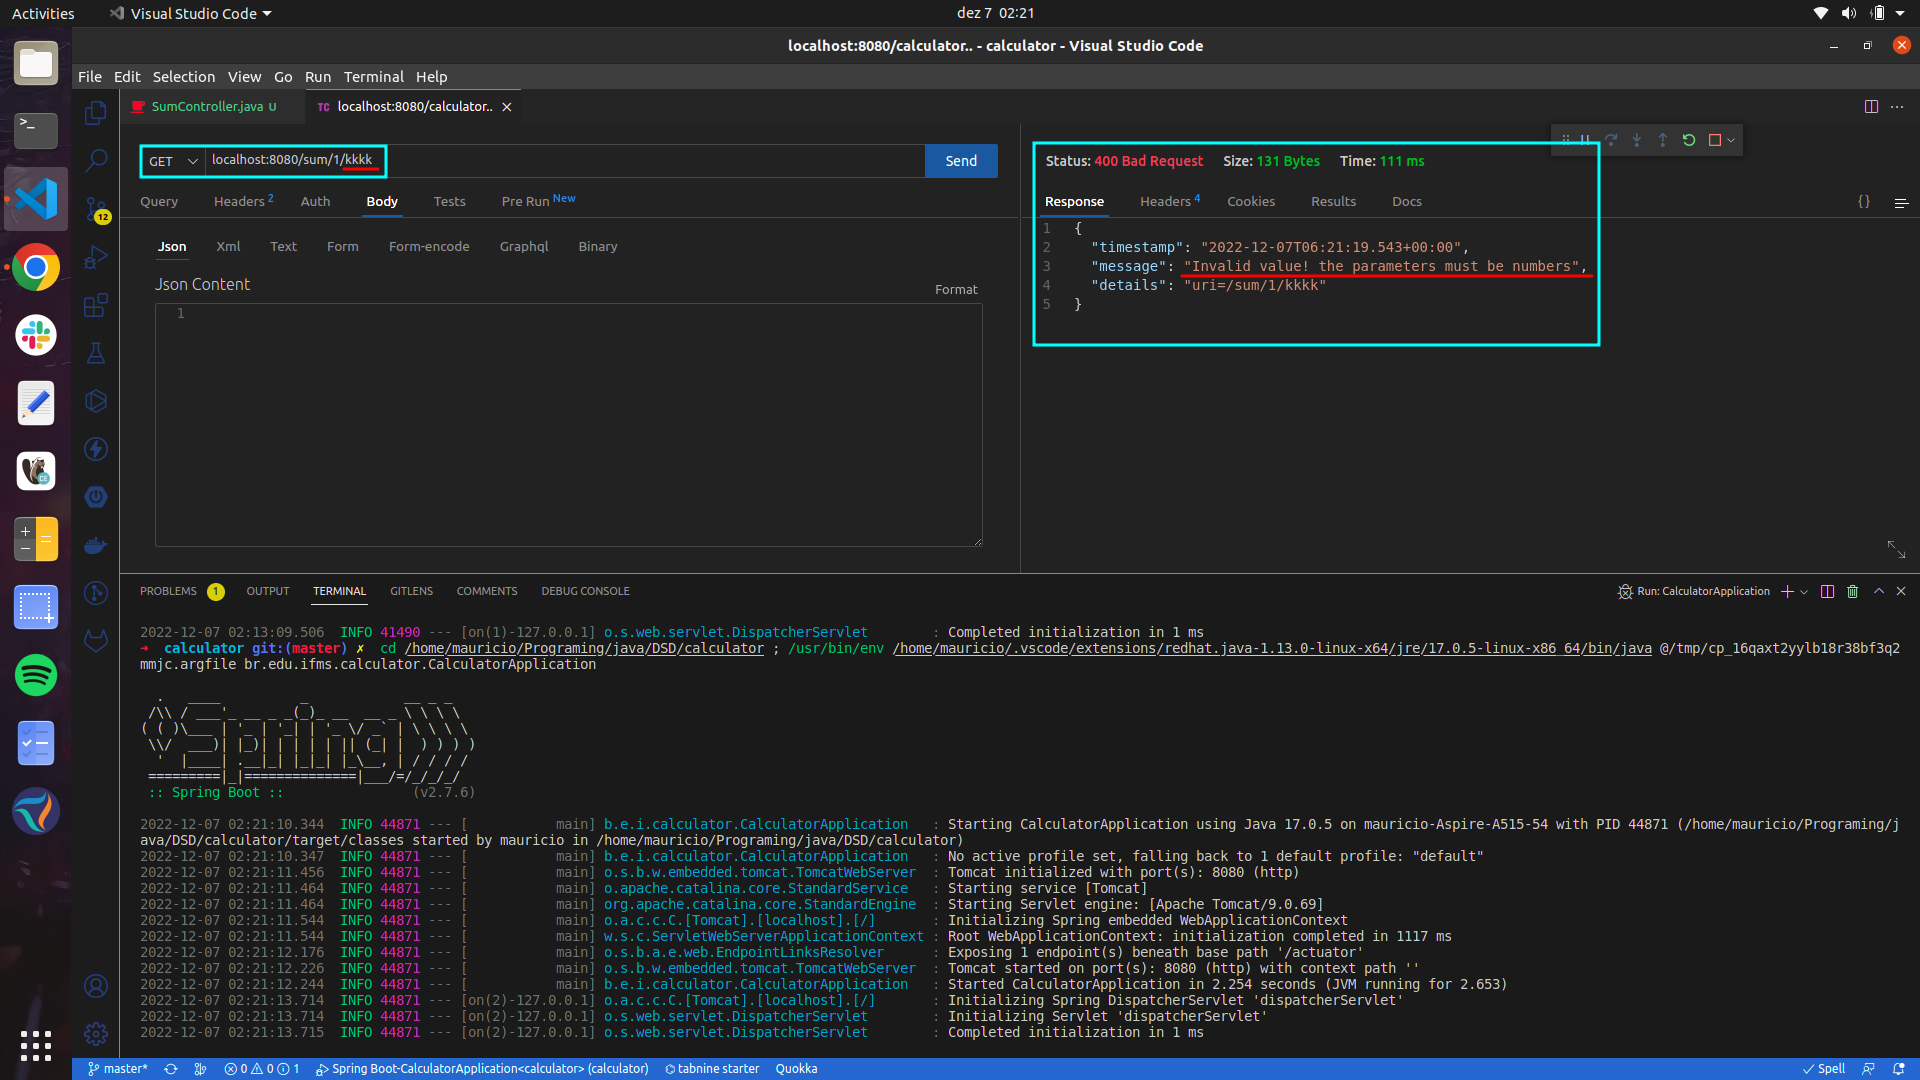 Activities
Visual Studio Code
dez 7 02:21
localhost:8080/calculator.. - calculator - Visual Studio Code
File Edit Selection View Go Run Terminal Help
SumController.java U
TC localhost:8080/calculator..
GET localhost:8080/sum/1/kkkk
Send
Query Headers 2 Auth Body Tests Pre Run New
Json Xml Text Form Form-encode Graphql Binary
Json Content
Format
1
Status: 400 Bad Request Size: 131 Bytes Time: 111 ms
Response Headers 4 Cookies Results Docs
{}
1 {
2 "timestamp": "2022-12-07T06:21:19.543+00:00",
3 "message": "Invalid value! the parameters must be numbers",
4 "details": "uri=/sum/1/kkkk"
5 }
12
PROBLEMS 1 OUTPUT TERMINAL GITLENS COMMENTS DEBUG CONSOLE
Run: CalculatorApplication
2022-12-07 02:13:09.506 INFO 41490 --- [on(1)-127.0.0.1] o.s.web.servlet.DispatcherServlet : Completed initialization in 1 ms
➜ calculator git:(master) ✗ cd /home/mauricio/Programing/java/DSD/calculator ; /usr/bin/env /home/mauricio/.vscode/extensions/redhat.java-1.13.0-linux-x64/jre/17.0.5-linux-x86_64/bin/java @/tmp/cp_16qaxt2yylb18r38bf3q2
mmjc.argfile br.edu.ifms.calculator.CalculatorApplication
:: Spring Boot :: (v2.7.6)
2022-12-07 02:21:10.344 INFO 44871 --- [ main] b.e.i.calculator.CalculatorApplication : Starting CalculatorApplication using Java 17.0.5 on mauricio-Aspire-A515-54 with PID 44871 (/home/mauricio/Programing/j
ava/DSD/calculator/target/classes started by mauricio in /home/mauricio/Programing/java/DSD/calculator)
2022-12-07 02:21:10.347 INFO 44871 --- [ main] b.e.i.calculator.CalculatorApplication : No active profile set, falling back to 1 default profile: "default"
2022-12-07 02:21:11.456 INFO 44871 --- [ main] o.s.b.w.embedded.tomcat.TomcatWebServer : Tomcat initialized with port(s): 8080 (http)
2022-12-07 02:21:11.464 INFO 44871 --- [ main] o.apache.catalina.core.StandardService : Starting service [Tomcat]
2022-12-07 02:21:11.464 INFO 44871 --- [ main] org.apache.catalina.core.StandardEngine : Starting Servlet engine: [Apache Tomcat/9.0.69]
2022-12-07 02:21:11.544 INFO 44871 --- [ main] o.a.c.c.C.[Tomcat].[localhost].[/] : Initializing Spring embedded WebApplicationContext
2022-12-07 02:21:11.544 INFO 44871 --- [ main] w.s.c.ServletWebServerApplicationContext : Root WebApplicationContext: initialization completed in 1117 ms
2022-12-07 02:21:12.176 INFO 44871 --- [ main] o.s.b.a.e.web.EndpointLinksResolver : Exposing 1 endpoint(s) beneath base path '/actuator'
2022-12-07 02:21:12.226 INFO 44871 --- [ main] o.s.b.w.embedded.tomcat.TomcatWebServer : Tomcat started on port(s): 8080 (http) with context path ''
2022-12-07 02:21:12.244 INFO 44871 --- [ main] b.e.i.calculator.CalculatorApplication : Started CalculatorApplication in 2.254 seconds (JVM running for 2.653)
2022-12-07 02:21:13.714 INFO 44871 --- [on(2)-127.0.0.1] o.a.c.c.C.[Tomcat].[localhost].[/] : Initializing Spring DispatcherServlet 'dispatcherServlet'
2022-12-07 02:21:13.714 INFO 44871 --- [on(2)-127.0.0.1] o.s.web.servlet.DispatcherServlet : Initializing Servlet 'dispatcherServlet'
2022-12-07 02:21:13.715 INFO 44871 --- [on(2)-127.0.0.1] o.s.web.servlet.DispatcherServlet : Completed initialization in 1 ms
master* 0 0 1 Spring Boot-CalculatorApplication<calculator> (calculator) tabnine starter Quokka Spell